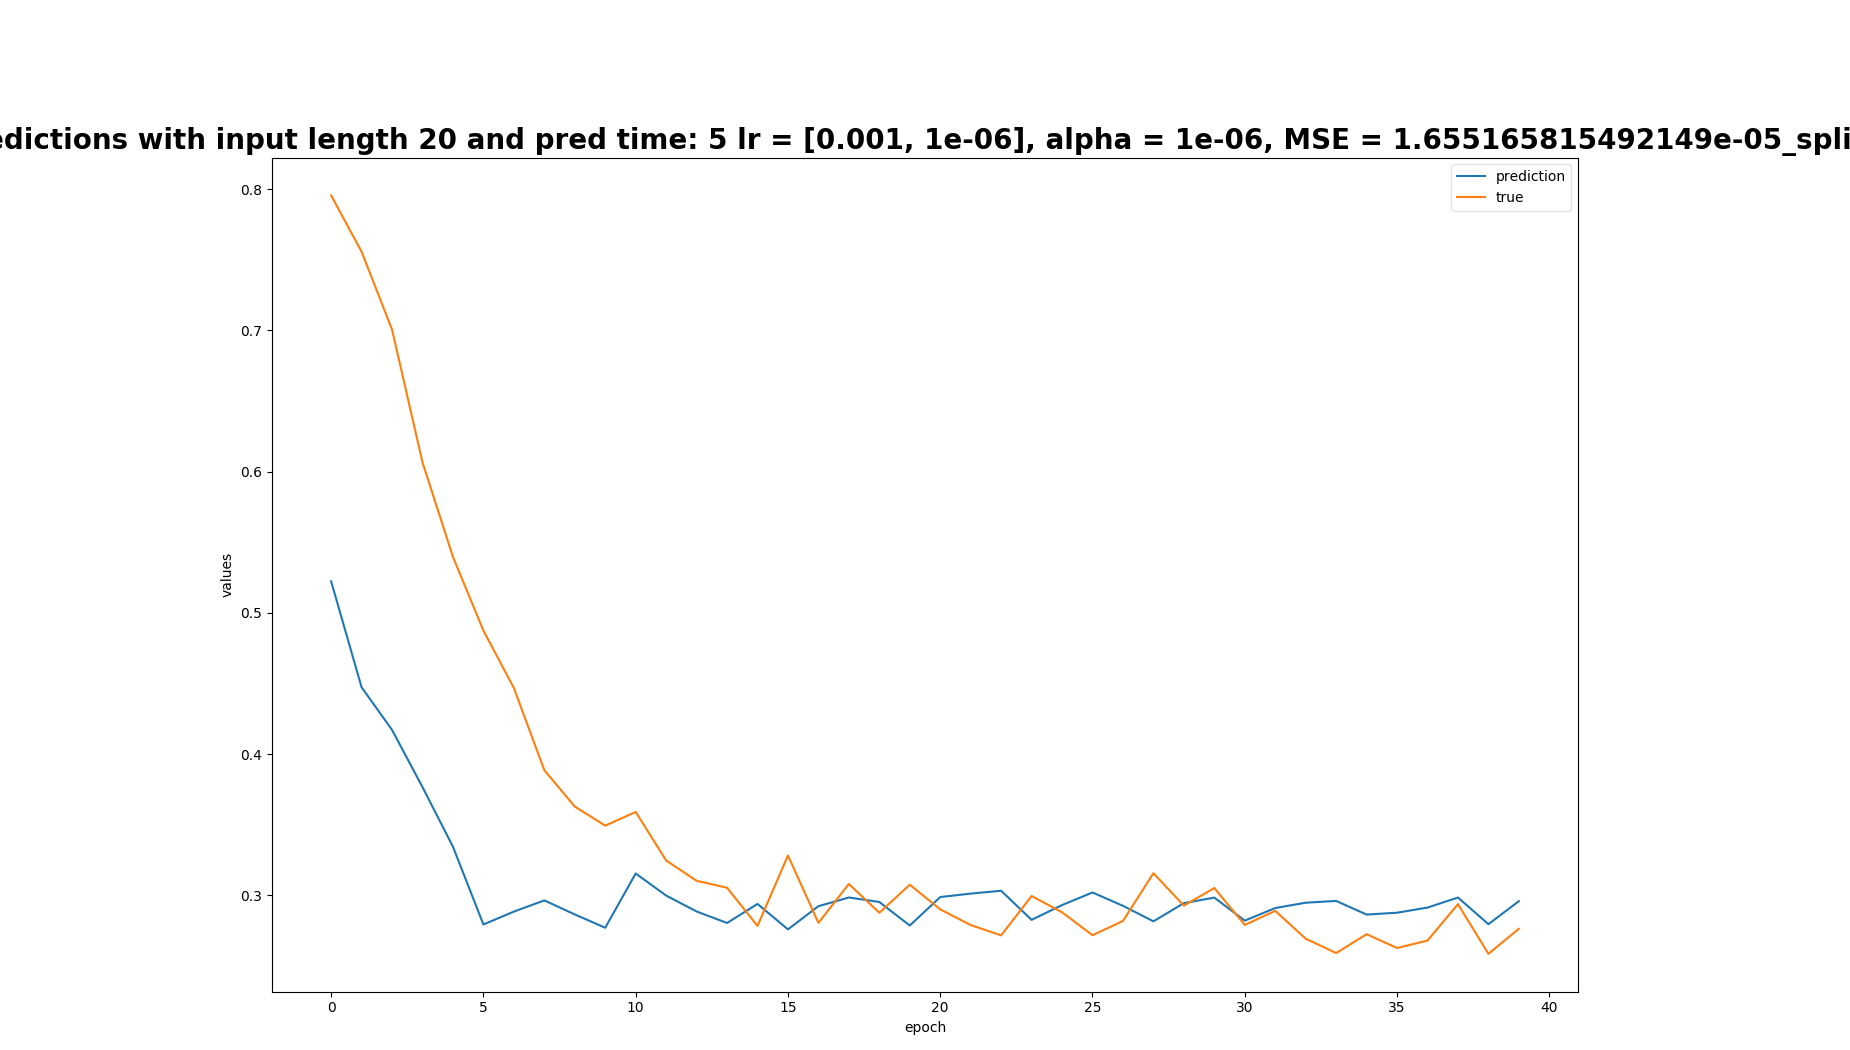 edictions with input length 20 and pred time: 5 lr = [0.001, 1e-06], alpha = 1e-06, MSE = 1.655165815492149e-05_spli
prediction
true
0.8
0.7
0.6
0.5
0.4
0.3
values
0 5 10 15 20 25 30 35 40
epoch